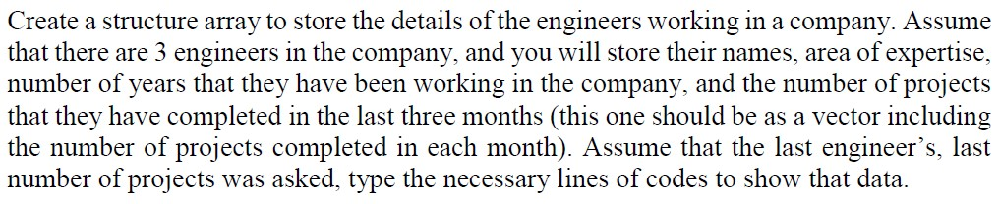 Create a structure array to store the details of the engineers working in a company. Assume
that there are 3 engineers in the company, and you will store their names, area of expertise,
number of years that they have been working in the company, and the number of projects
that they have completed in the last three months (this one should be as a vector including
the number of projects completed in each month). Assume that the last engineer’s, last
number of projects was asked, type the necessary lines of codes to show that data.